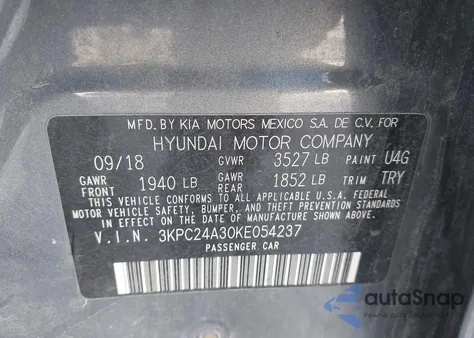 MFD. BY KIA MOTORS MEXICO S.A. DE C.V. FOR
HYUNDAI MOTOR COMPANY
09/18 GVWR 3527 LB PAINT U4G
GAWR FRONT 1940 LB GAWR REAR 1852 LB TRIM TRY
THIS VEHICLE CONFORMS TO ALL APPLICABLE U.S.A. FEDERAL
MOTOR VEHICLE SAFETY, BUMPER, AND THEFT PREVENTION STANDARDS
IN EFFECT ON THE DATE OF MANUFACTURE SHOWN ABOVE.
V.I.N. 3KPC24A30KE054237
PASSENGER CAR
autoSnap